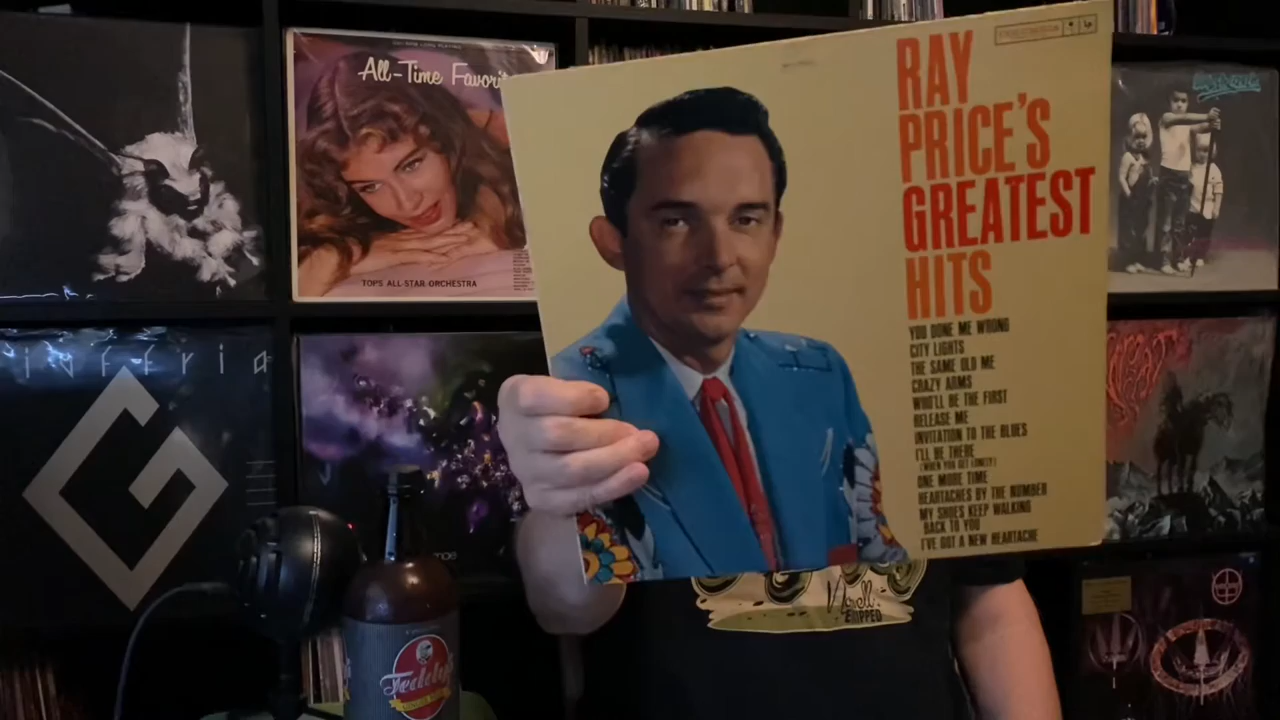 All-Time Favorit
TOPS ALL-STAR ORCHESTRA
RAY
PRICE'S
GREATEST
HITS
YOU DONE ME WRONG
CITY LIGHTS
THE SAME OLD ME
CRAZY ARMS
WHO'LL BE THE FIRST
RELEASE ME
INVITATION TO THE BLUES
I'LL BE THERE
(WHEN YOU GET LONELY)
ONE MORE TIME
HEARTACHES BY THE NUMBER
MY SHOES KEEP WALKING
BACK TO YOU
I'VE GOT A NEW HEARTACHE
Giuffria
G
Teddy's